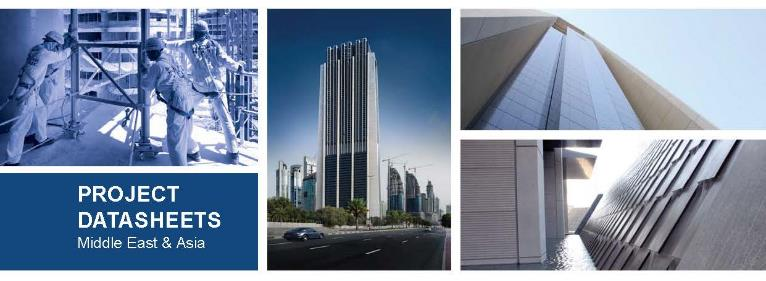 PROJECT
DATASHEETS
Middle East & Asia